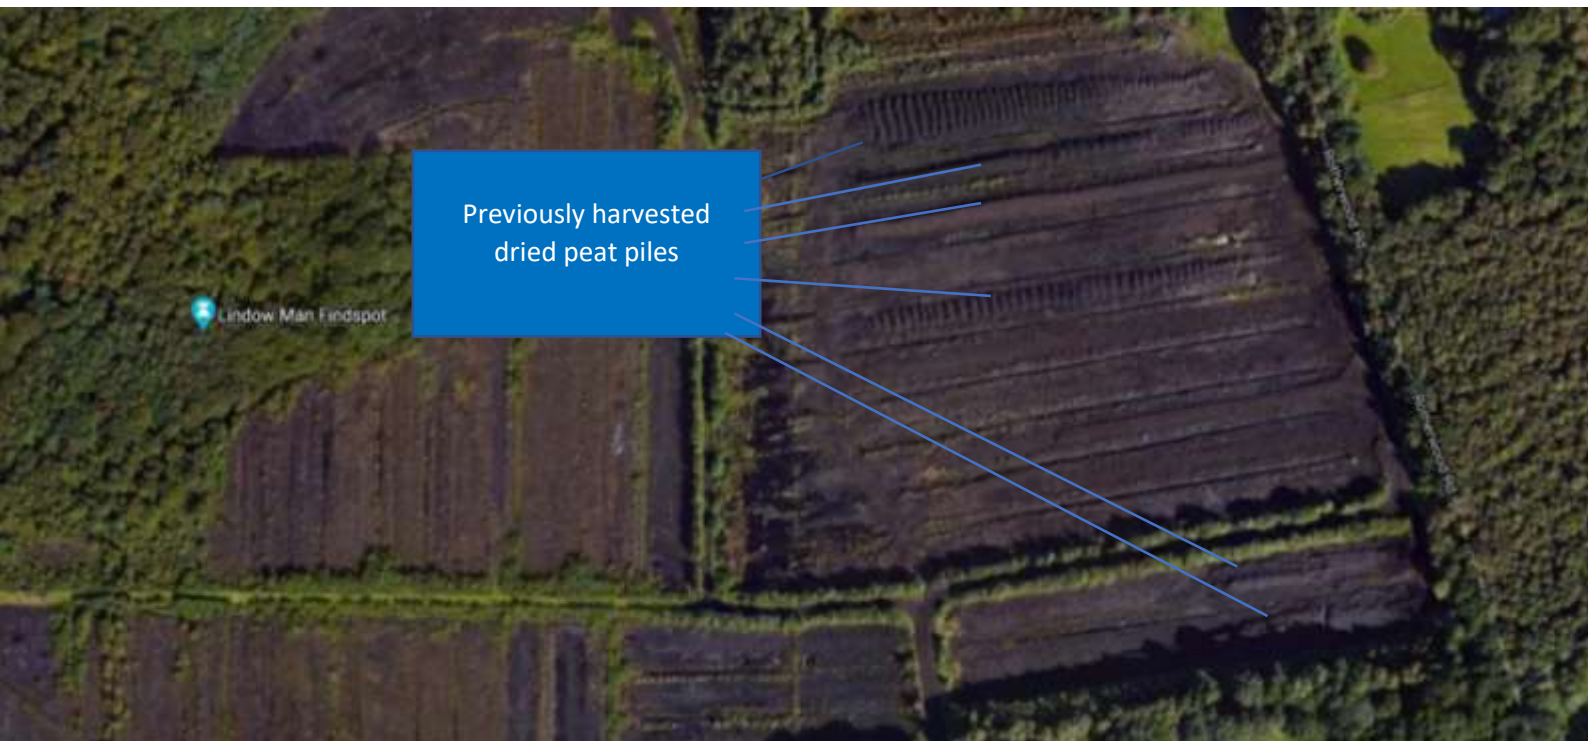 Previously harvested
dried peat piles
Lindow Man Findspot